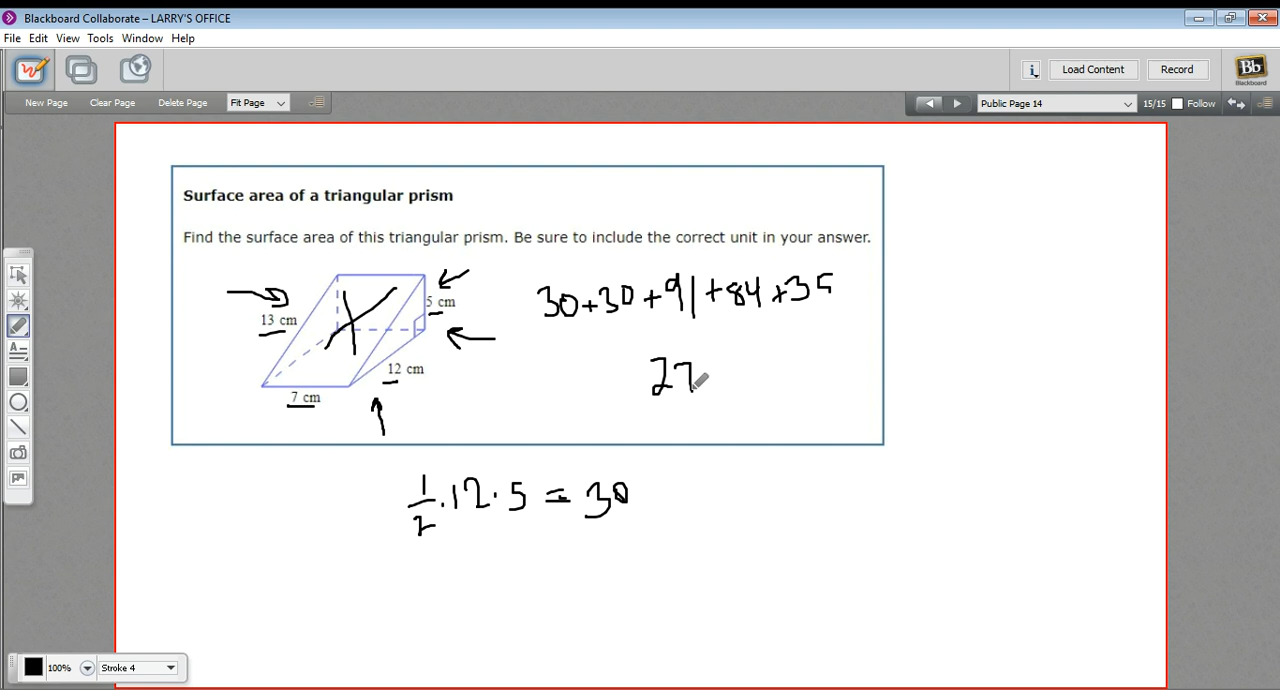 Blackboard Collaborate – LARRY'S OFFICE
File Edit View Tools Window Help
Load Content Record Bb Blackboard
New Page Clear Page Delete Page Fit Page Public Page 14 15/15 Follow
Surface area of a triangular prism
Find the surface area of this triangular prism. Be sure to include the correct unit in your answer.
30+30+91+84+35
5 cm
13 cm
12 cm
7 cm
27
1/2 · 12 · 5 = 30
100% Stroke 4